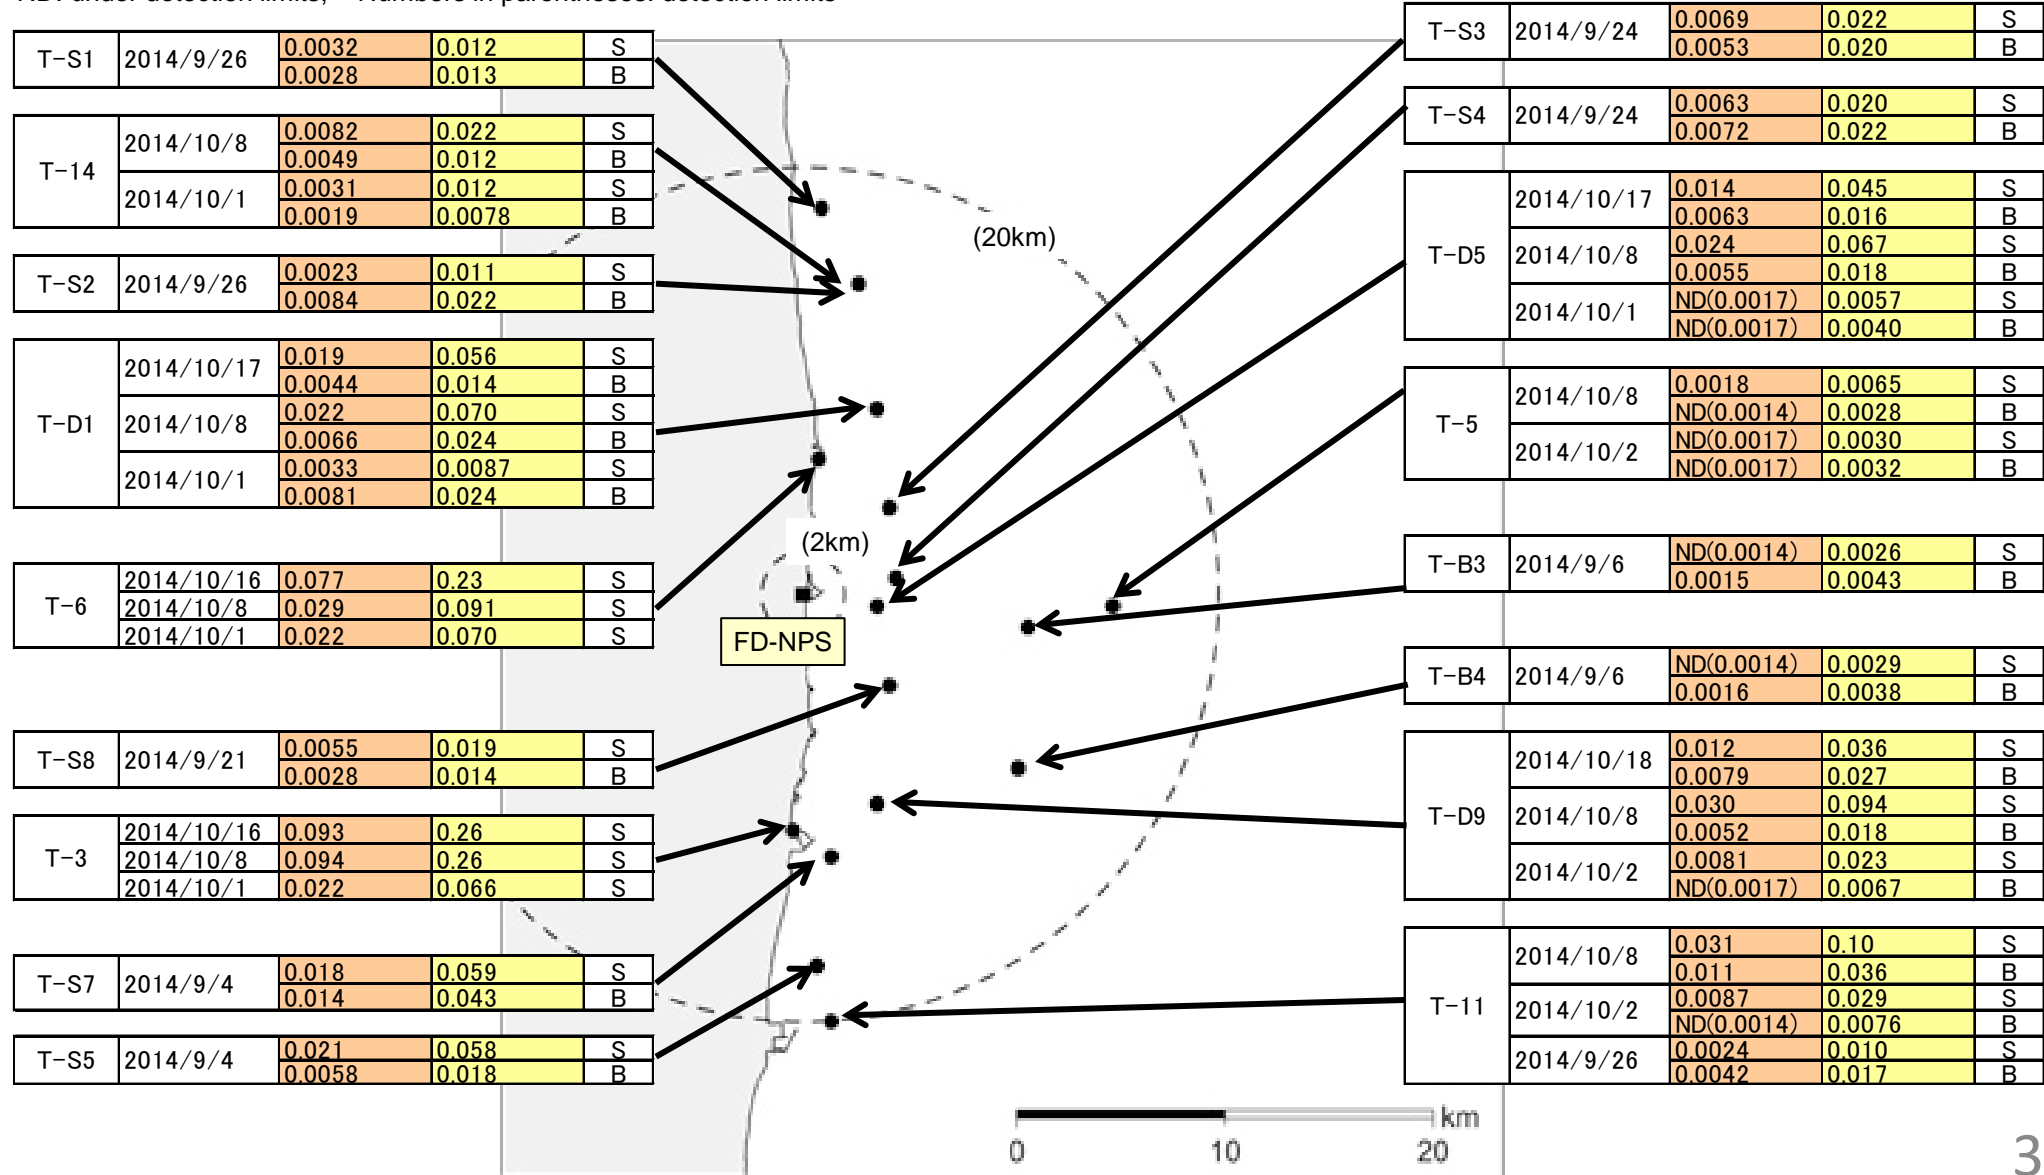 ND: under detection limits;    Numbers in parentheses: detection limits
T-S1 2014/9/26 0.0032 0.012 S
0.0028 0.013 B
T-14 2014/10/8 0.0082 0.022 S
0.0049 0.012 B
2014/10/1 0.0031 0.012 S
0.0019 0.0078 B
T-S2 2014/9/26 0.0023 0.011 S
0.0084 0.022 B
T-D1 2014/10/17 0.019 0.056 S
0.0044 0.014 B
2014/10/8 0.022 0.070 S
0.0066 0.024 B
2014/10/1 0.0033 0.0087 S
0.0081 0.024 B
T-6 2014/10/16 0.077 0.23 S
2014/10/8 0.029 0.091 S
2014/10/1 0.022 0.070 S
T-S8 2014/9/21 0.0055 0.019 S
0.0028 0.014 B
T-3 2014/10/16 0.093 0.26 S
2014/10/8 0.094 0.26 S
2014/10/1 0.022 0.066 S
T-S7 2014/9/4 0.018 0.059 S
0.014 0.043 B
T-S5 2014/9/4 0.021 0.058 S
0.0058 0.018 B
(20km)
(2km)
FD-NPS
T-S3 2014/9/24 0.0069 0.022 S
0.0053 0.020 B
T-S4 2014/9/24 0.0063 0.020 S
0.0072 0.022 B
T-D5 2014/10/17 0.014 0.045 S
0.0063 0.016 B
2014/10/8 0.024 0.067 S
0.0055 0.018 B
2014/10/1 ND(0.0017) 0.0057 S
ND(0.0017) 0.0040 B
T-5 2014/10/8 0.0018 0.0065 S
ND(0.0014) 0.0028 B
2014/10/2 ND(0.0017) 0.0030 S
ND(0.0017) 0.0032 B
T-B3 2014/9/6 ND(0.0014) 0.0026 S
0.0015 0.0043 B
T-B4 2014/9/6 ND(0.0014) 0.0029 S
0.0016 0.0038 B
T-D9 2014/10/18 0.012 0.036 S
0.0079 0.027 B
2014/10/8 0.030 0.094 S
0.0052 0.018 B
2014/10/2 0.0081 0.023 S
ND(0.0017) 0.0067 B
T-11 2014/10/8 0.031 0.10 S
0.011 0.036 B
2014/10/2 0.0087 0.029 S
ND(0.0014) 0.0076 B
2014/9/26 0.0024 0.010 S
0.0042 0.017 B
km
0 10 20
3